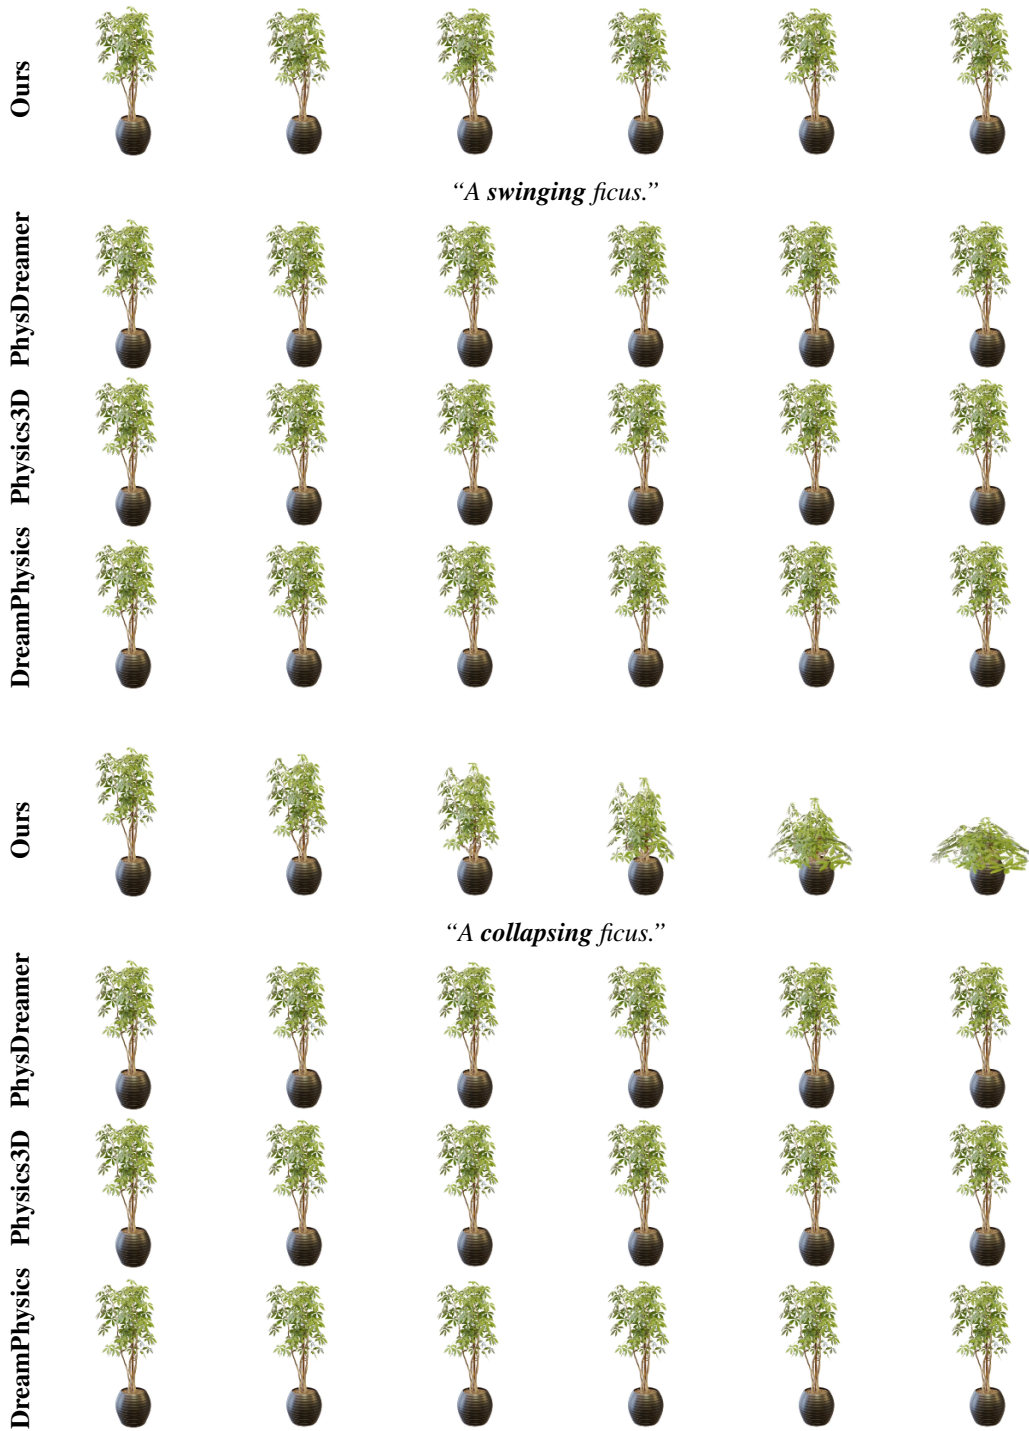 Ours
“A swinging ficus.”
PhysDreamer
Physics3D
DreamPhysics
Ours
“A collapsing ficus.”
PhysDreamer
Physics3D
DreamPhysics